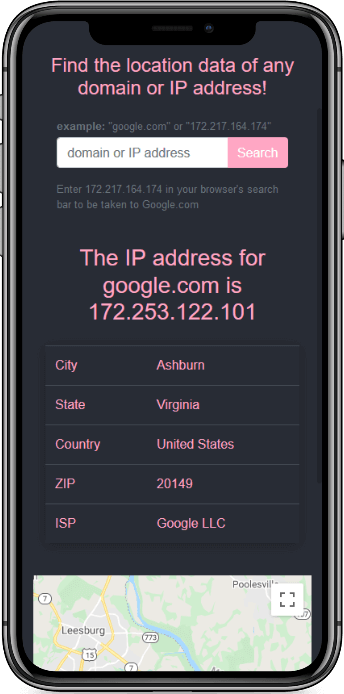 Find the location data of any
domain or IP address!
example: "google.com" or "172.217.164.174"
domain or IP address Search
Enter 172.217.164.174 in your browser's search
bar to be taken to Google.com
The IP address for
google.com is
172.253.122.101
City Ashburn
State Virginia
Country United States
ZIP 20149
ISP Google LLC
Poolesville
7
Leesburg
773
15
7